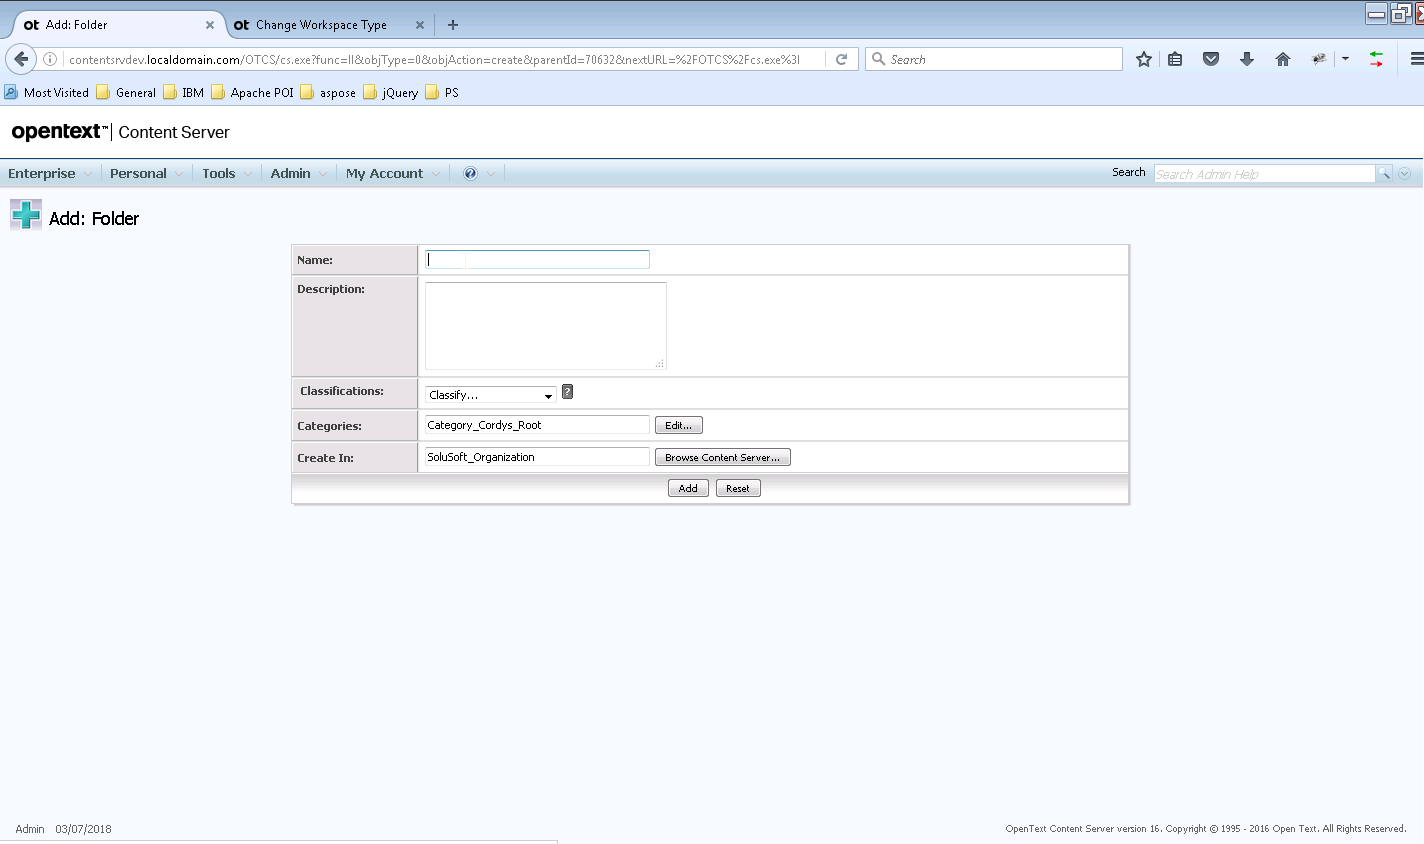 ot Add: Folder × ot Change Workspace Type × +
contentsrvdev.localdomain.com/OTCS/cs.exe?func=ll&objType=0&objAction=create&parentId=70632&nextURL=%2FOTCS%2Fcs.exe%3l Search
Most Visited General IBM Apache POI aspose jQuery PS
opentext™ | Content Server
Enterprise Personal Tools Admin My Account ? Search Search Admin Help
Add: Folder
Name:
Description:
Classifications: Classify... ?
Categories: Category_Cordys_Root Edit...
Create In: SoluSoft_Organization Browse Content Server...
Add Reset
Admin 03/07/2018 OpenText Content Server version 16. Copyright © 1995 - 2016 Open Text. All Rights Reserved.